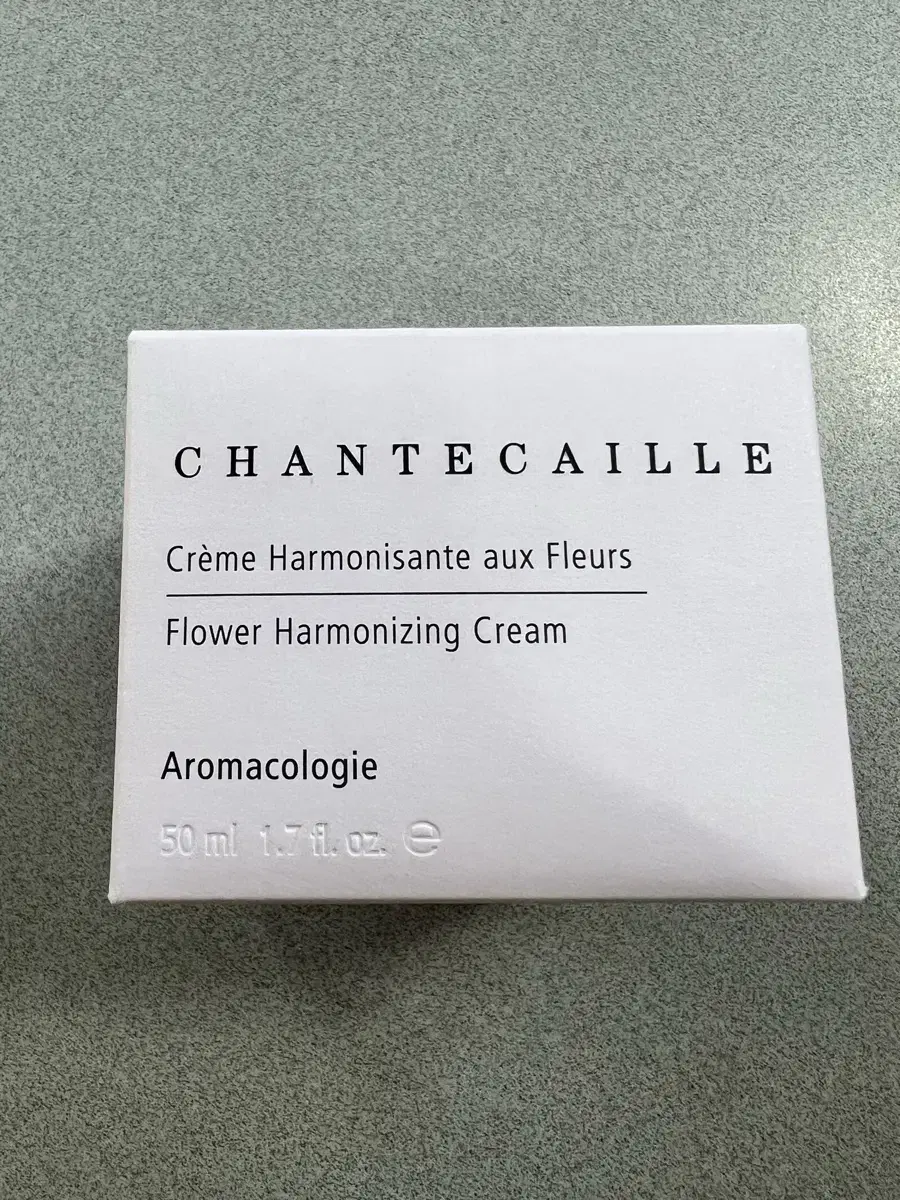 CHANTECAILLE
Crème Harmonisante aux Fleurs
Flower Harmonizing Cream
Aromacologie
50 ml 1.7 fl. oz. ℮